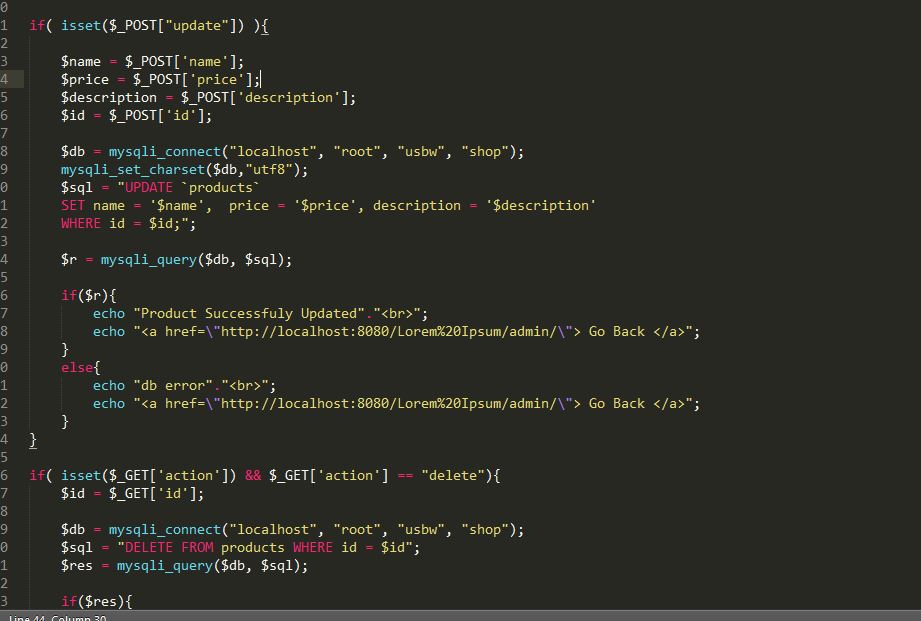 0
1 if( isset($_POST["update"]) ){
2
3 $name = $_POST['name'];
4 $price = $_POST['price'];
5 $description = $_POST['description'];
6 $id = $_POST['id'];
7
8 $db = mysqli_connect("localhost", "root", "usbw", "shop");
9 mysqli_set_charset($db,"utf8");
0 $sql = "UPDATE `products`
1 SET name = '$name',  price = '$price', description = '$description'
2 WHERE id = $id;";
3
4 $r = mysqli_query($db, $sql);
5
6 if($r){
7 echo "Product Successfuly Updated"."<br>";
8 echo "<a href=\"http://localhost:8080/Lorem%20Ipsum/admin/\"> Go Back </a>";
9 }
0 else{
1 echo "db error"."<br>";
2 echo "<a href=\"http://localhost:8080/Lorem%20Ipsum/admin/\"> Go Back </a>";
3 }
4 }
5
6 if( isset($_GET['action']) && $_GET['action'] == "delete"){
7 $id = $_GET['id'];
8
9 $db = mysqli_connect("localhost", "root", "usbw", "shop");
0 $sql = "DELETE FROM products WHERE id = $id";
1 $res = mysqli_query($db, $sql);
2
3 if($res){
Line 44, Column 30